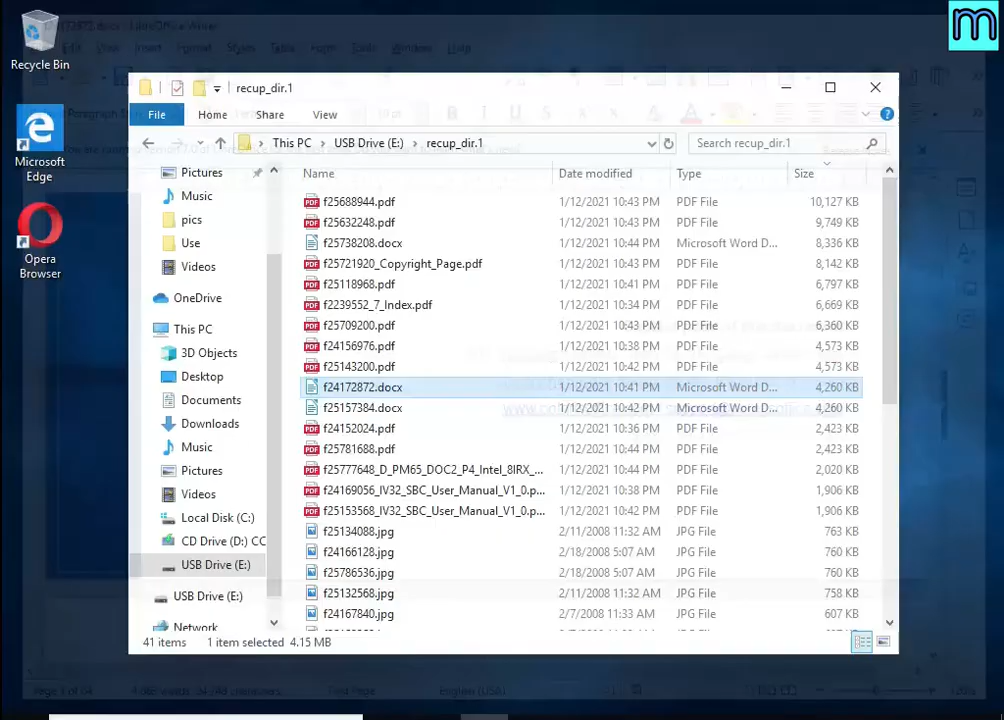 Recycle Bin
Microsoft Edge
Opera Browser
m
recup_dir.1
File Home Share View
This PC USB Drive (E:) recup_dir.1
Search recup_dir.1
Pictures
Music
pics
Use
Videos
OneDrive
This PC
3D Objects
Desktop
Documents
Downloads
Music
Pictures
Videos
Local Disk (C:)
CD Drive (D:) CC
USB Drive (E:)
USB Drive (E:)
Network
Name Date modified Type Size
f25688944.pdf 1/12/2021 10:43 PM PDF File 10,127 KB
f25632248.pdf 1/12/2021 10:43 PM PDF File 9,749 KB
f25738208.docx 1/12/2021 10:44 PM Microsoft Word D... 8,336 KB
f25721920_Copyright_Page.pdf 1/12/2021 10:43 PM PDF File 8,142 KB
f25118968.pdf 1/12/2021 10:43 PM PDF File 6,797 KB
f2239552_7_Index.pdf 1/12/2021 10:34 PM PDF File 6,669 KB
f25709200.pdf 1/12/2021 10:43 PM PDF File 6,360 KB
f24156976.pdf 1/12/2021 10:38 PM PDF File 4,573 KB
f25143200.pdf 1/12/2021 10:42 PM PDF File 4,573 KB
f24172872.docx 1/12/2021 10:41 PM Microsoft Word D... 4,260 KB
f25157384.docx 1/12/2021 10:42 PM Microsoft Word D... 4,260 KB
f24152024.pdf 1/12/2021 10:36 PM PDF File 2,423 KB
f25781688.pdf 1/12/2021 10:44 PM PDF File 2,423 KB
f25777648_D_PM65_DOC2_P4_Intel_8IRX_... 1/12/2021 10:44 PM PDF File 2,020 KB
f24169056_IV32_SBC_User_Manual_V1_0.p... 1/12/2021 10:38 PM PDF File 1,906 KB
f25153568_IV32_SBC_User_Manual_V1_0.p... 1/12/2021 10:42 PM PDF File 1,906 KB
f25134088.jpg 2/11/2008 11:32 AM JPG File 763 KB
f24166128.jpg 2/18/2008 5:07 AM JPG File 760 KB
f25786536.jpg 2/18/2008 5:07 AM JPG File 760 KB
f25132568.jpg 2/11/2008 11:32 AM JPG File 758 KB
f24167840.jpg 2/7/2008 11:33 AM JPG File 607 KB
41 items 1 item selected 4.15 MB